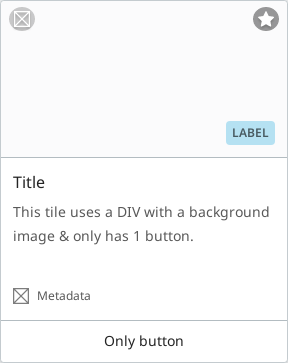 LABEL
Title
This tile uses a DIV with a background
image & only has 1 button.
Metadata
Only button